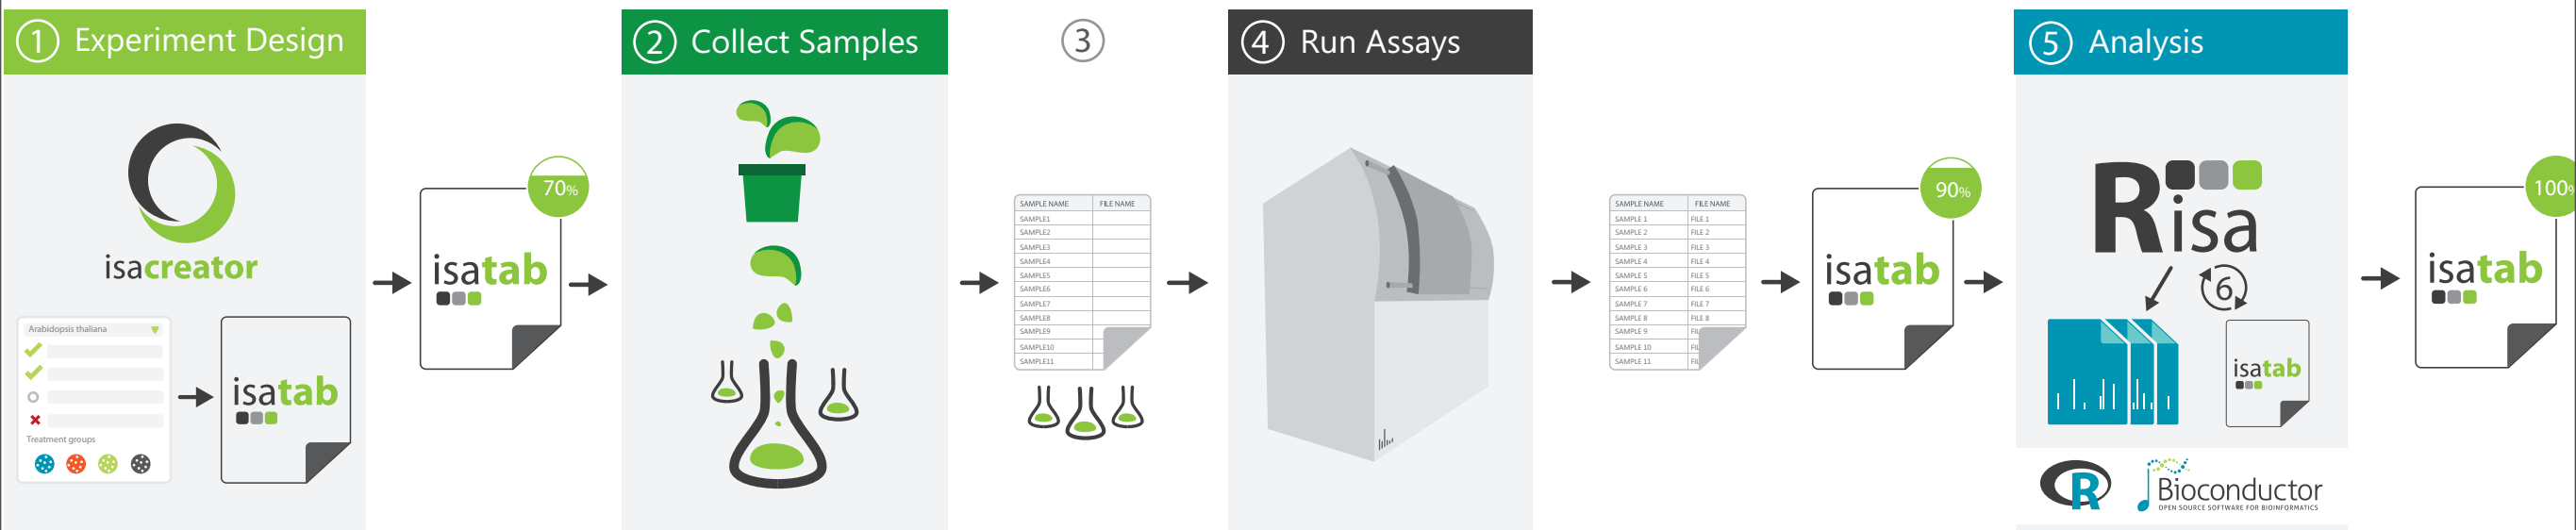 1 Experiment Design
isacreator
Arabidopsis thaliana
Treatment groups
isatab
70%
isatab
2 Collect Samples
3
SAMPLE NAME FILE NAME
SAMPLE1
SAMPLE2
SAMPLE3
SAMPLE4
SAMPLE5
SAMPLE6
SAMPLE7
SAMPLE8
SAMPLE9
SAMPLE10
SAMPLE11
4 Run Assays
SAMPLE NAME FILE NAME
SAMPLE 1 FILE 1
SAMPLE 2 FILE 2
SAMPLE 3 FILE 3
SAMPLE 4 FILE 4
SAMPLE 5 FILE 5
SAMPLE 6 FILE 6
SAMPLE 7 FILE 7
SAMPLE 8 FILE 8
SAMPLE 9
SAMPLE 10
SAMPLE 11
90%
isatab
5 Analysis
Risa
6
isatab
R
Bioconductor
OPEN SOURCE SOFTWARE FOR BIOINFORMATICS
100%
isatab